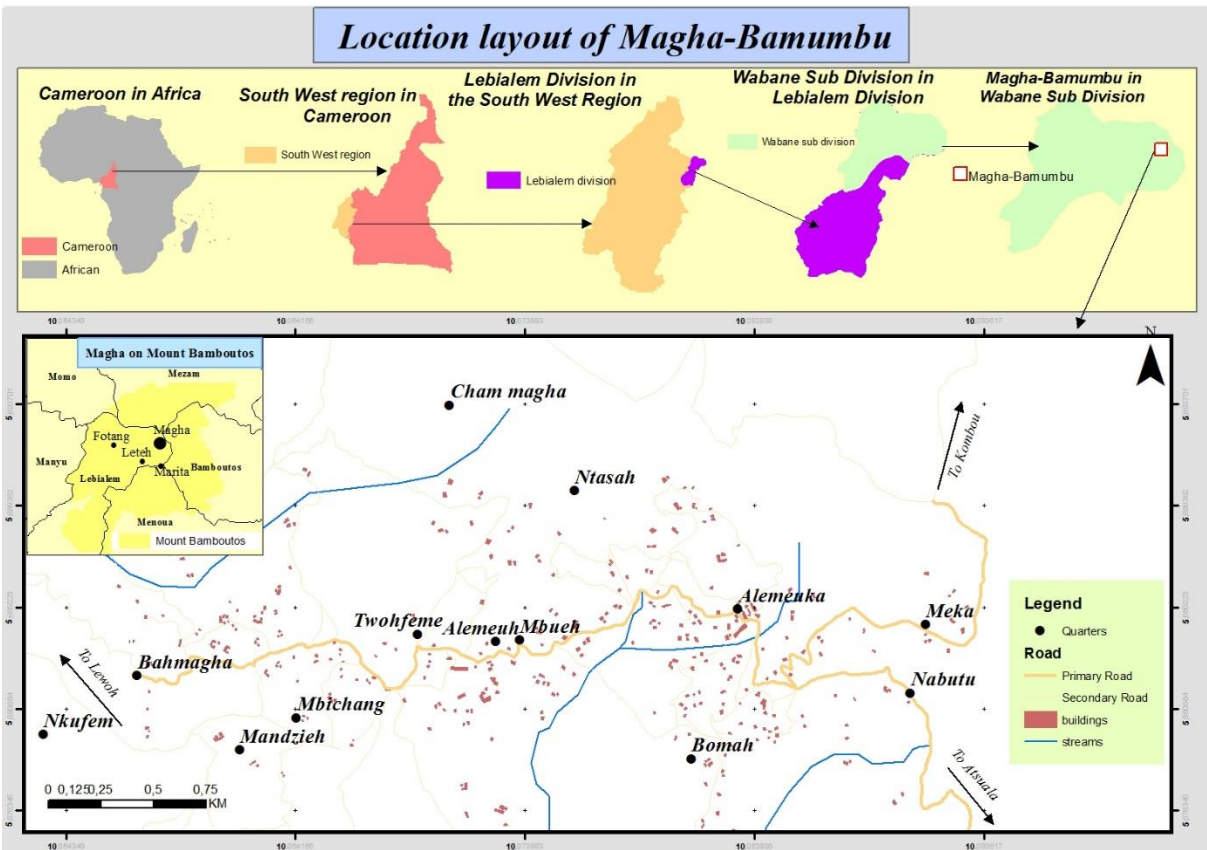 Location layout of Magha-Bamumbu
Cameroon in Africa
South West region in
Cameroon
Lebialem Division in
the South West Region
Wabane Sub Division in
Lebialem Division
Magha-Bamumbu in
Wabane Sub Division
South West region
Lebialem division
Wabane sub division
Magha-Bamumbu
Cameroon
African
N
Magha on Mount Bamboutos
Momo
Mezam
Fotang
Magha
Leteh
Manyu
Marita
Bamboutos
Lebialem
Menoua
Mount Bamboutos
Cham magha
Ntasah
To Kombou
Alemeuka
Meka
Twohfeme
Alemeuh
Mbueh
Bahmagha
To Lewoh
Nkufem
Mbichang
Mandzieh
Nabutu
Bomah
To Atsuala
Legend
Quarters
Road
Primary Road
Secondary Road
buildings
streams
0 0,125 0,25 0,5 0,75
KM